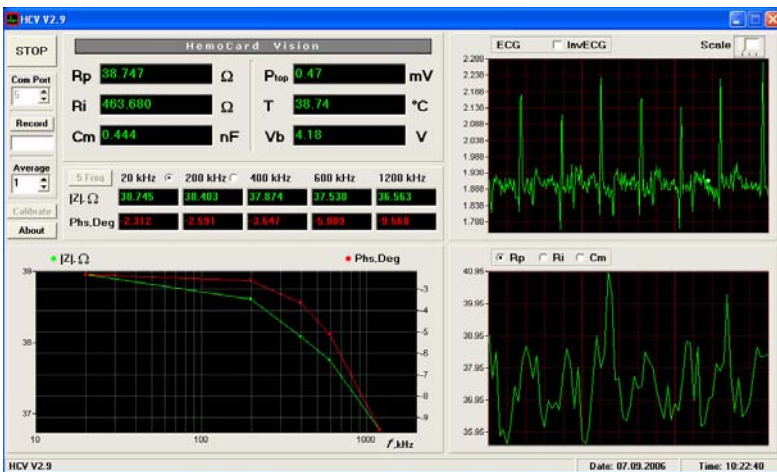 HCV V2.9
STOP
HemoCard Vision
Com Port
5
Record
Average
1
Calibrate
About
Rp 38.747 Ω
Ptop 0.47 mV
Ri 463.680 Ω
T 38.74 °C
Cm 0.444 nF
Vb 4.18 V
5 Freq 20 kHz 200 kHz 400 kHz 600 kHz 1200 kHz
|Z|. Ω 38.745 38.403 37.874 37.538 36.563
Phs,Deg -2.312 -2.591 -3.647 -5.009 -9.560
ECG InvECG Scale
2.288
2.238
2.188
2.138
2.088
2.038
1.988
1.938
1.888
1.838
1.788
|Z|. Ω Phs,Deg
39
38
37
-3
-4
-5
-6
-7
-8
-9
10 100 1000 f,kHz
Rp Ri Cm
40.95
39.95
38.95
37.95
36.95
35.95
HCV V2.9 Date: 07.09.2006 Time: 10:22:40